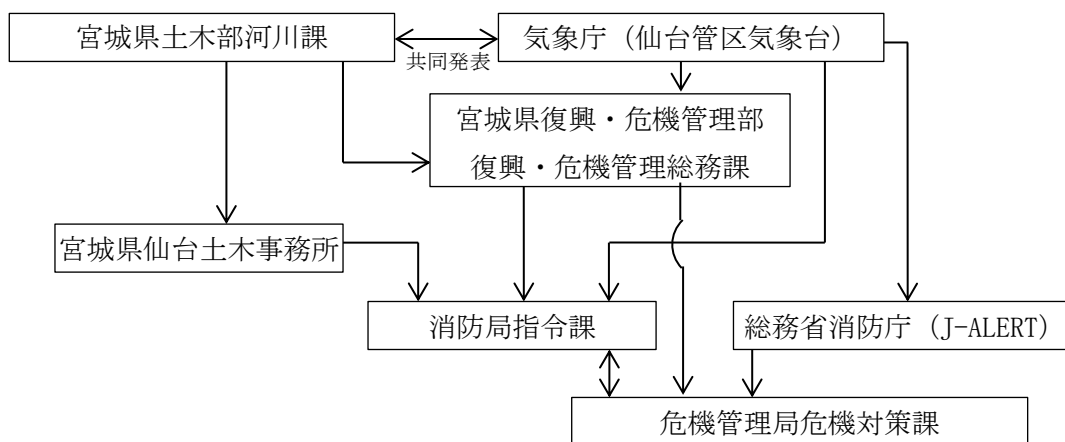 宮城県土木部河川課
気象庁（仙台管区気象台）
共同発表
宮城県復興・危機管理部
復興・危機管理総務課
宮城県仙台土木事務所
消防局指令課
総務省消防庁（J-ALERT）
危機管理局危機対策課